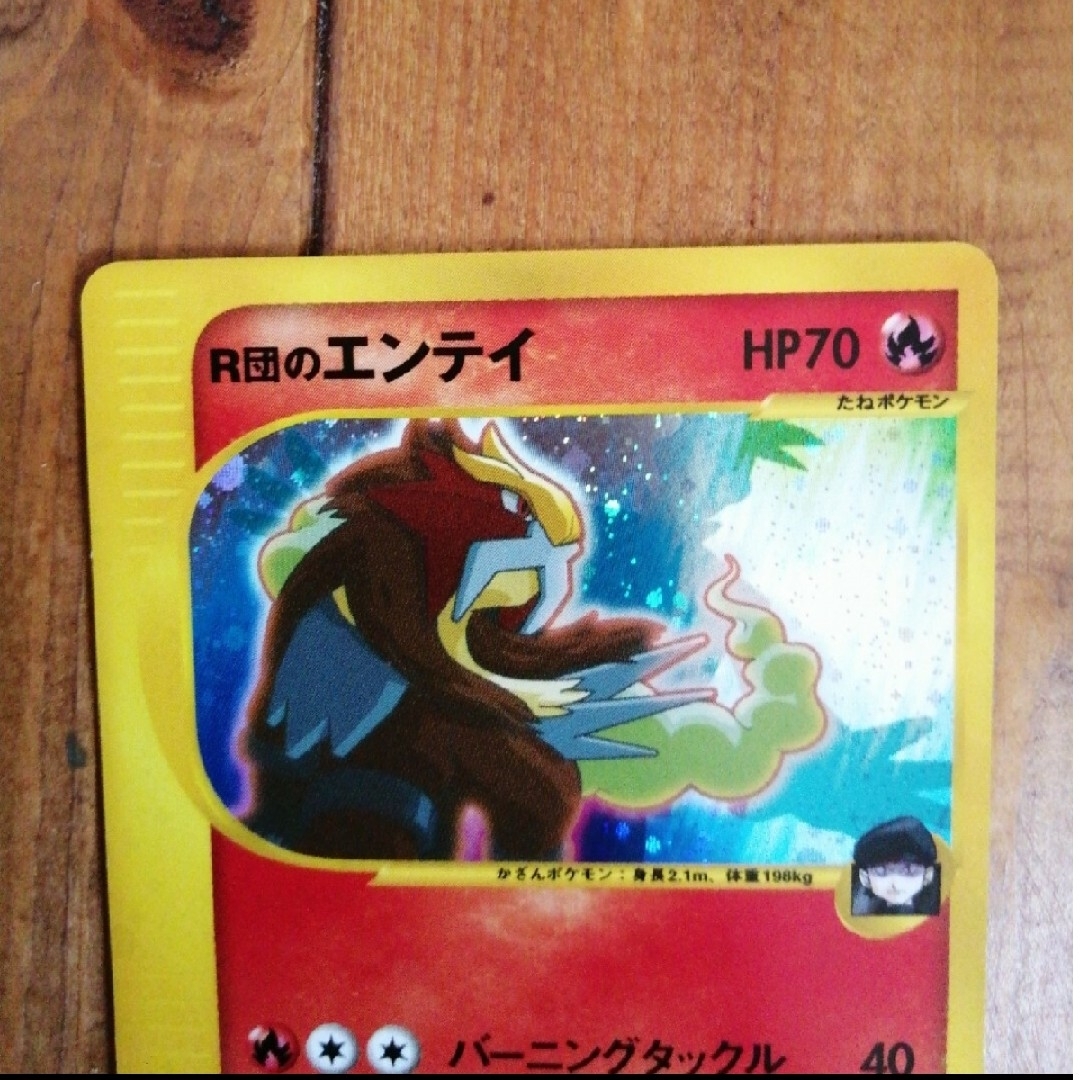 R団のエンテイ HP70
たねポケモン
かざんポケモン:身長2.1m、体重198kg
バーニングタックル 40